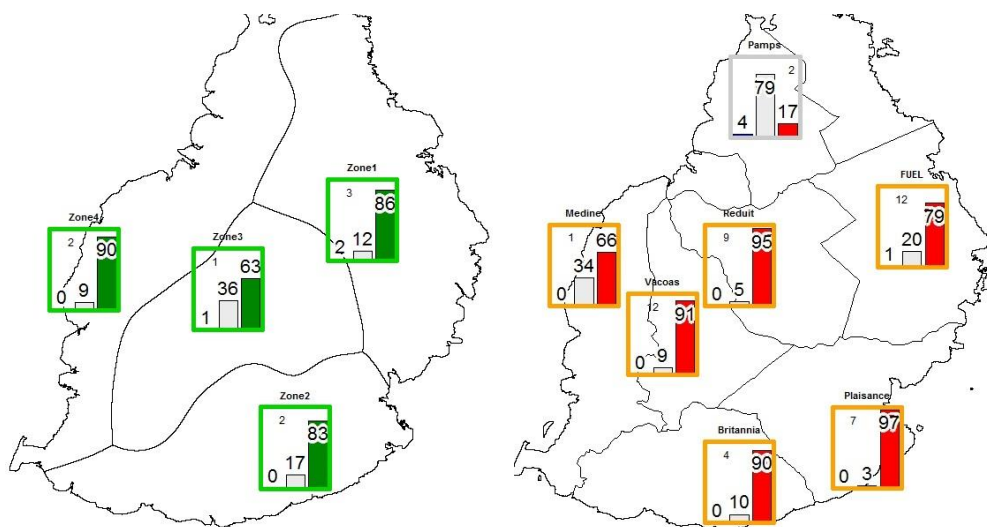 Zone1
3
2 12 86
Zone4
2
0 9 90
Zone3
1
1 36 63
Zone2
2
0 17 83
Pamps
2
4 79 17
FUEL
12
1 20 79
Medine
1
0 34 66
Reduit
9
0 5 95
Vacoas
12
0 9 91
Plaisance
7
0 3 97
Britannia
4
0 10 90